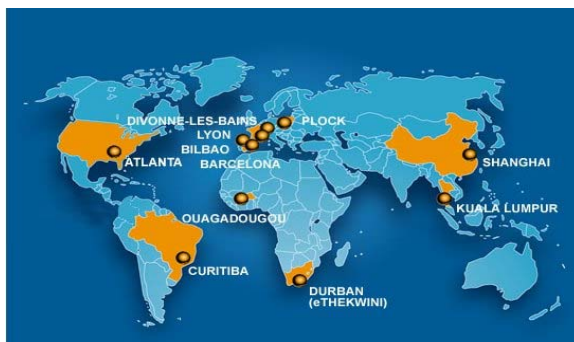 DIVONNE-LES-BAINS
PLOCK
LYON
BILBAO
ATLANTA
BARCELONA
SHANGHAI
KUALA LUMPUR
OUAGADOUGOU
CURITIBA
DURBAN
(eTHEKWINI)